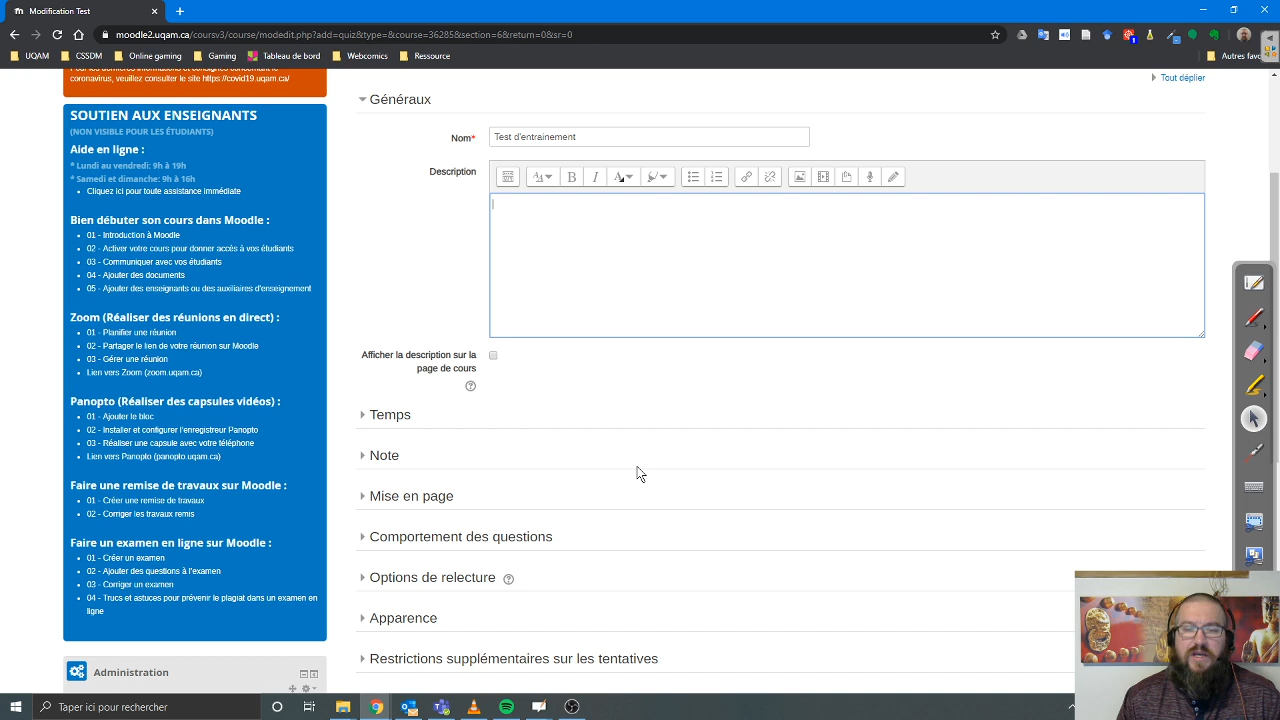 Modification Test
moodle2.uqam.ca/coursv3/course/modedit.php?add=quiz&type=&course=36285&section=6&return=0&sr=0
UQAM
CSSDM
Online gaming
Gaming
Tableau de bord
Webcomics
Ressource
Autres favoris
coronavirus, veuillez consulter le site https://covid19.uqam.ca/
SOUTIEN AUX ENSEIGNANTS
(NON VISIBLE POUR LES ÉTUDIANTS)
Aide en ligne :
* Lundi au vendredi: 9h à 19h
* Samedi et dimanche: 9h à 16h
Cliquez ici pour toute assistance immédiate
Bien débuter son cours dans Moodle :
01 - Introduction à Moodle
02 - Activer votre cours pour donner accès à vos étudiants
03 - Communiquer avec vos étudiants
04 - Ajouter des documents
05 - Ajouter des enseignants ou des auxiliaires d'enseignement
Zoom (Réaliser des réunions en direct) :
01 - Planifier une réunion
02 - Partager le lien de votre réunion sur Moodle
03 - Gérer une réunion
Lien vers Zoom (zoom.uqam.ca)
Panopto (Réaliser des capsules vidéos) :
01 - Ajouter le bloc
02 - Installer et configurer l'enregistreur Panopto
03 - Réaliser une capsule avec votre téléphone
Lien vers Panopto (panopto.uqam.ca)
Faire une remise de travaux sur Moodle :
01 - Créer une remise de travaux
02 - Corriger les travaux remis
Faire un examen en ligne sur Moodle :
01 - Créer un examen
02 - Ajouter des questions à l'examen
03 - Corriger un examen
04 - Trucs et astuces pour prévenir le plagiat dans un examen en
ligne
Administration
Tout déplier
Généraux
Nom*
Test d'entrainement
Description
Afficher la description sur la
page de cours
Temps
Note
Mise en page
Comportement des questions
Options de relecture
Apparence
Restrictions supplémentaires sur les tentatives
Taper ici pour rechercher